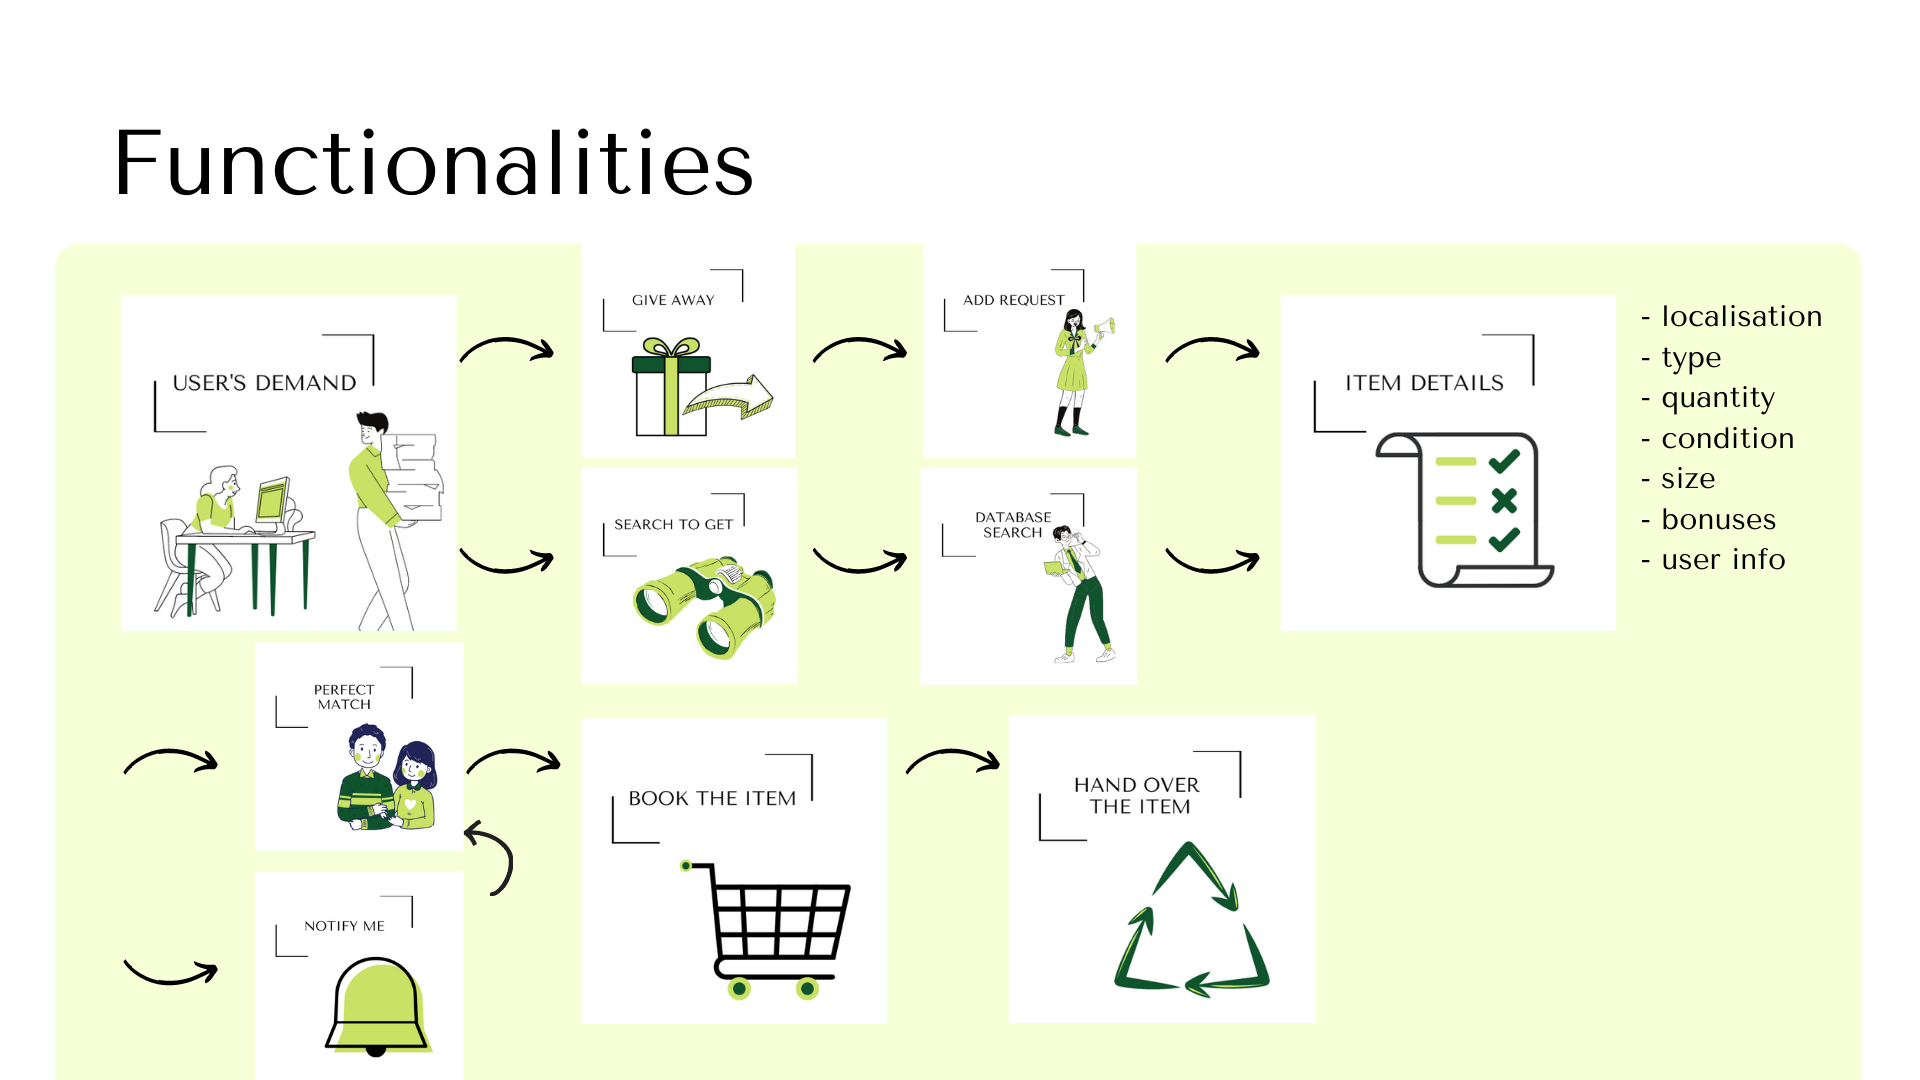 Functionalities
USER'S DEMAND
GIVE AWAY
ADD REQUEST
SEARCH TO GET
DATABASE
SEARCH
ITEM DETAILS
- localisation
- type
- quantity
- condition
- size
- bonuses
- user info
PERFECT
MATCH
NOTIFY ME
BOOK THE ITEM
HAND OVER
THE ITEM